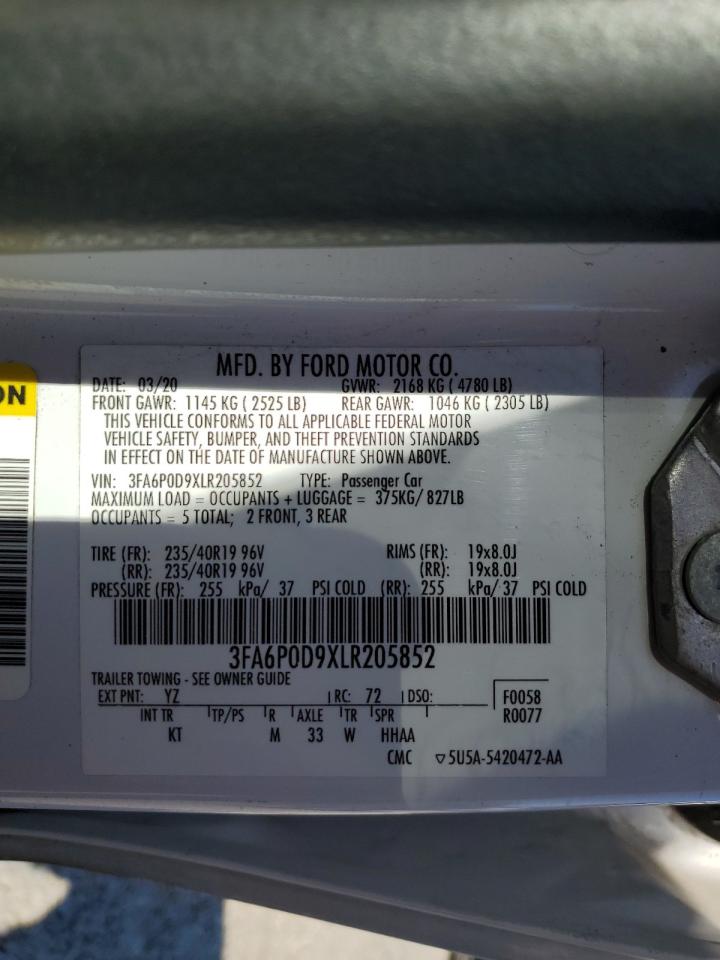 MFD. BY FORD MOTOR CO.
DATE: 03/20 GVWR: 2168 KG ( 4780 LB)
FRONT GAWR: 1145 KG ( 2525 LB) REAR GAWR: 1046 KG ( 2305 LB)
THIS VEHICLE CONFORMS TO ALL APPLICABLE FEDERAL MOTOR
VEHICLE SAFETY, BUMPER, AND THEFT PREVENTION STANDARDS
IN EFFECT ON THE DATE OF MANUFACTURE SHOWN ABOVE.
ON
VIN: 3FA6P0D9XLR205852 TYPE: Passenger Car
MAXIMUM LOAD = OCCUPANTS + LUGGAGE = 375KG/ 827LB
OCCUPANTS = 5 TOTAL; 2 FRONT, 3 REAR
TIRE (FR): 235/40R19 96V RIMS (FR): 19x8.0J
(RR): 235/40R19 96V (RR): 19x8.0J
PRESSURE (FR): 255 kPa/ 37 PSI COLD (RR): 255 kPa/ 37 PSI COLD
3FA6P0D9XLR205852
TRAILER TOWING - SEE OWNER GUIDE
EXT PNT: YZ RC: 72 DSO: F0058
INT TR TP/PS R AXLE TR SPR R0077
KT M 33 W HHAA
CMC ▽5U5A-5420472-AA